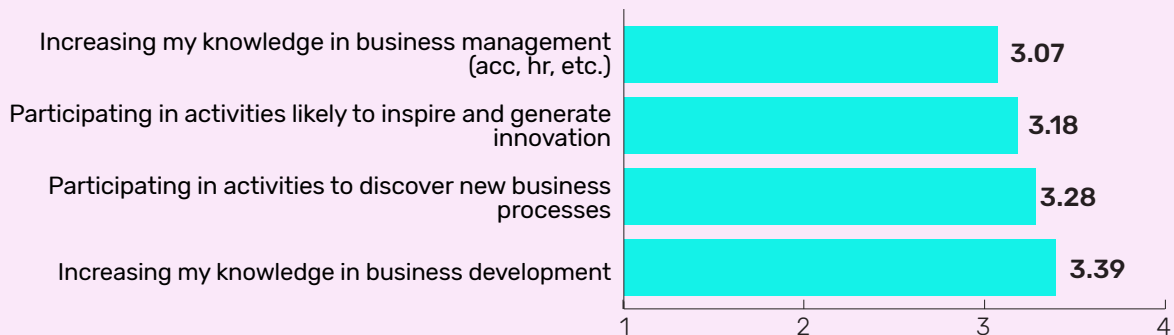 Increasing my knowledge in business management
(acc, hr, etc.)
3.07
Participating in activities likely to inspire and generate
innovation
3.18
Participating in activities to discover new business
processes
3.28
Increasing my knowledge in business development
3.39
1 2 3 4